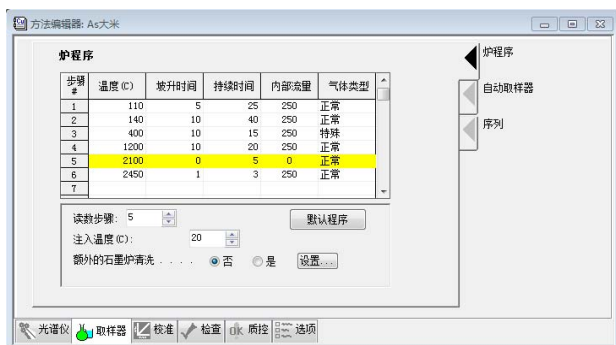 方法编辑器: As大米
炉程序
步骤# 温度(C) 坡升时间 持续时间 内部流量 气体类型
1 110 5 25 250 正常
2 140 10 40 250 正常
3 400 10 15 250 特殊
4 1200 10 20 250 正常
5 2100 0 5 0 正常
6 2450 1 3 250 正常
7
读数步骤: 5 默认程序
注入温度(C): 20
额外的石墨炉清洗 . . . . 否 是 设置...
炉程序
自动取样器
序列
光谱仪 取样器 校准 检查 质控 选项